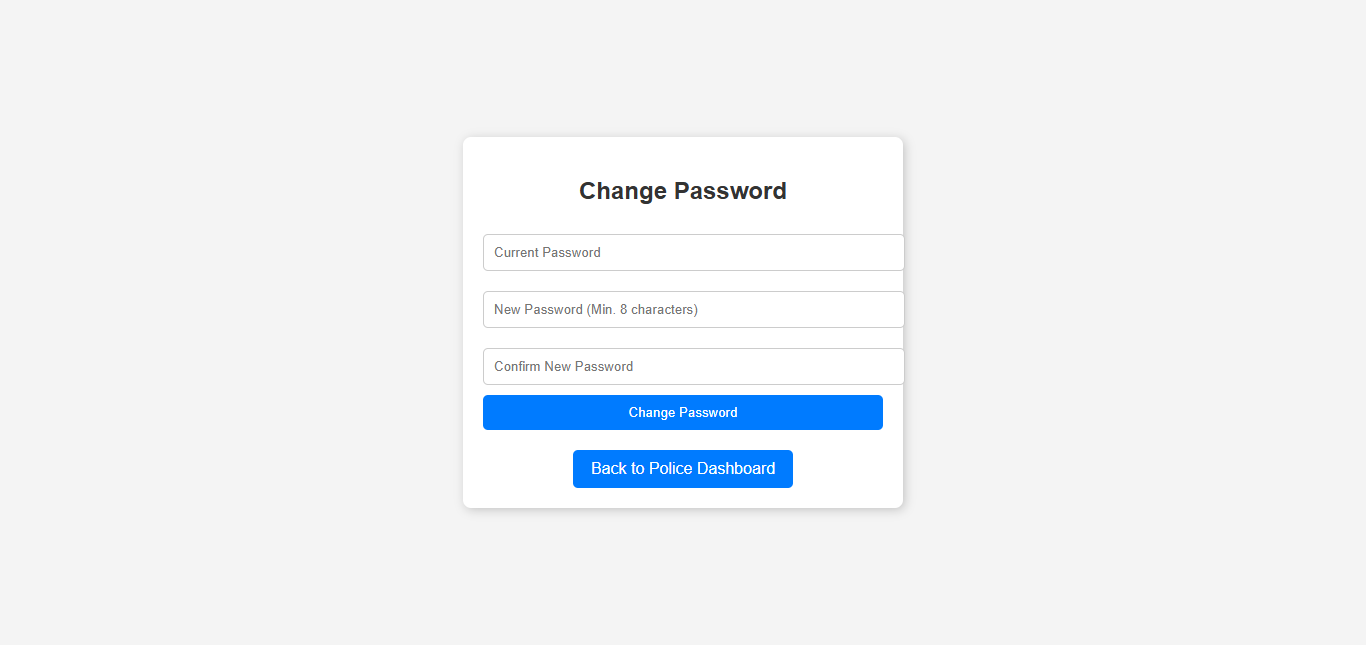 Change Password
Current Password
New Password (Min. 8 characters)
Confirm New Password
Change Password
Back to Police Dashboard